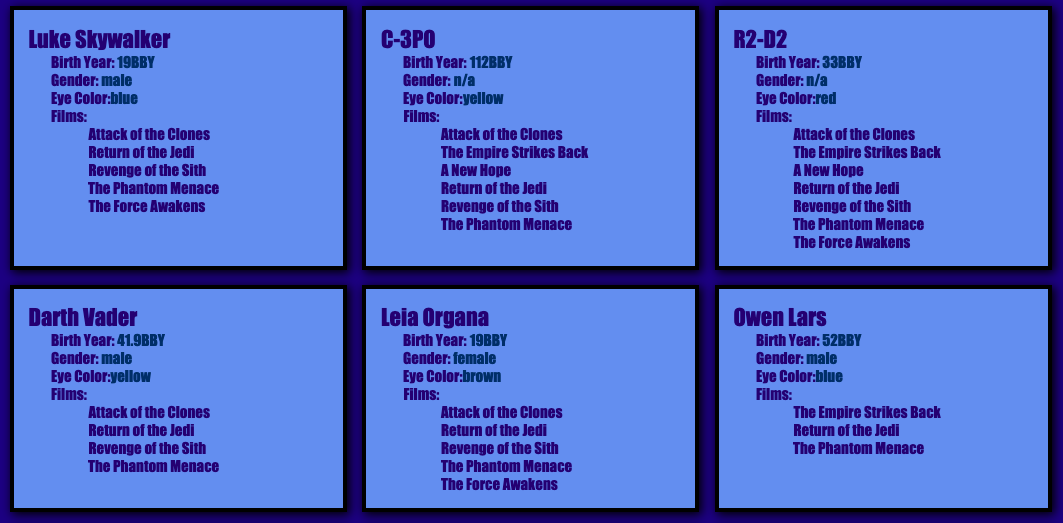 Luke Skywalker
Birth Year: 19BBY
Gender: male
Eye Color:blue
Films:
Attack of the Clones
Return of the Jedi
Revenge of the Sith
The Phantom Menace
The Force Awakens
C-3PO
Birth Year: 112BBY
Gender: n/a
Eye Color:yellow
Films:
Attack of the Clones
The Empire Strikes Back
A New Hope
Return of the Jedi
Revenge of the Sith
The Phantom Menace
R2-D2
Birth Year: 33BBY
Gender: n/a
Eye Color:red
Films:
Attack of the Clones
The Empire Strikes Back
A New Hope
Return of the Jedi
Revenge of the Sith
The Phantom Menace
The Force Awakens
Darth Vader
Birth Year: 41.9BBY
Gender: male
Eye Color:yellow
Films:
Attack of the Clones
Return of the Jedi
Revenge of the Sith
The Phantom Menace
Leia Organa
Birth Year: 19BBY
Gender: female
Eye Color:brown
Films:
Attack of the Clones
Return of the Jedi
Revenge of the Sith
The Phantom Menace
The Force Awakens
Owen Lars
Birth Year: 52BBY
Gender: male
Eye Color:blue
Films:
The Empire Strikes Back
Return of the Jedi
The Phantom Menace